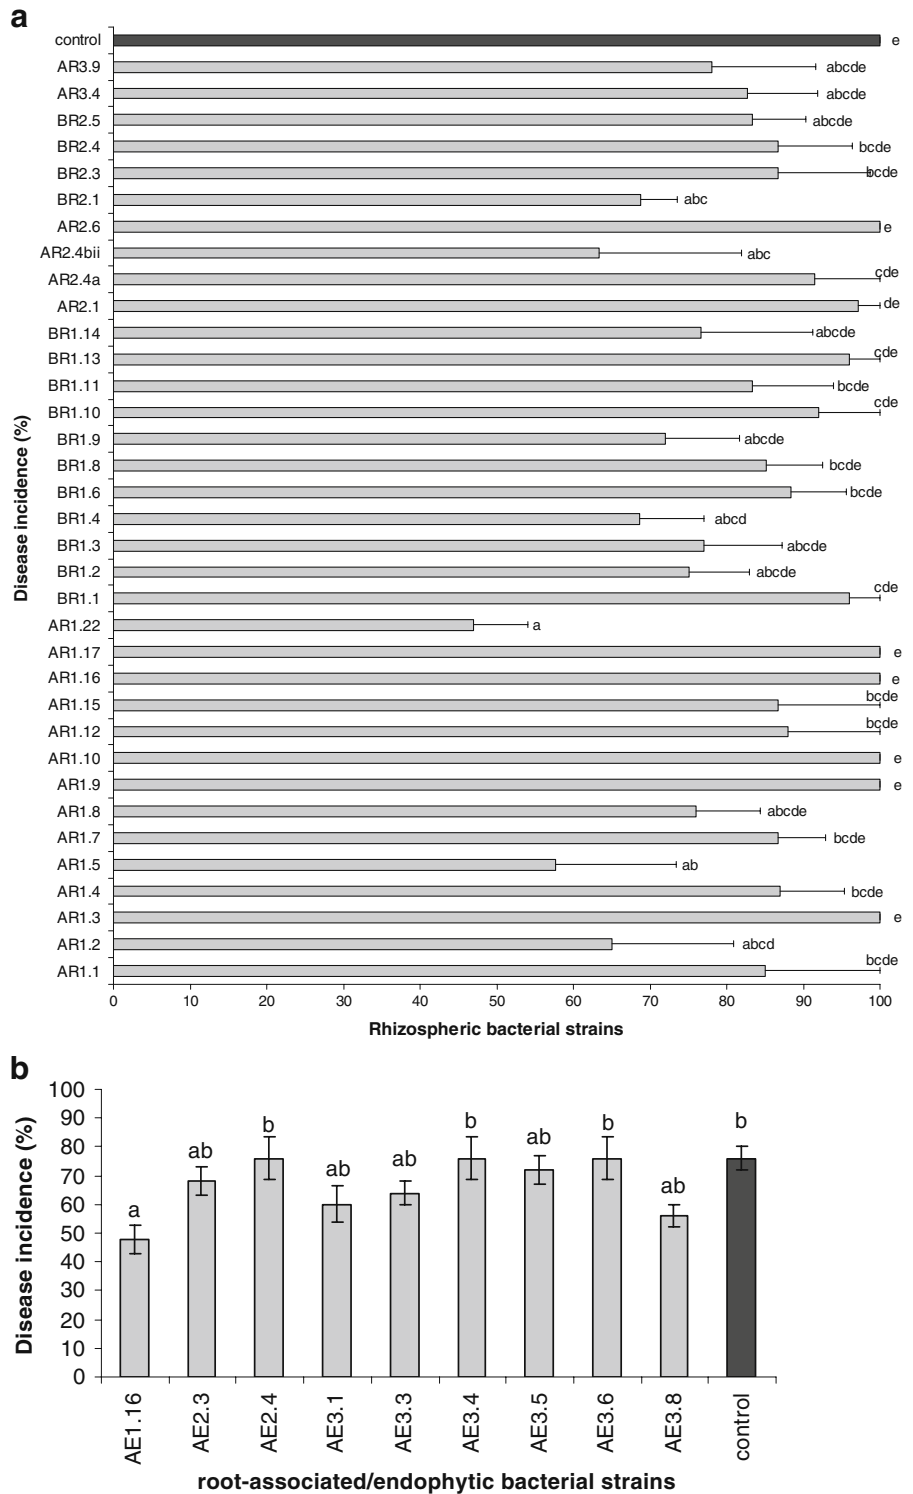 a
control e
AR3.9 abcde
AR3.4 abcde
BR2.5 abcde
BR2.4 bcde
BR2.3 bcde
BR2.1 abc
AR2.6 e
AR2.4bii abc
AR2.4a cde
AR2.1 de
BR1.14 abcde
BR1.13 cde
BR1.11 bcde
BR1.10 cde
BR1.9 abcde
BR1.8 bcde
BR1.6 bcde
BR1.4 abcd
BR1.3 abcde
BR1.2 abcde
BR1.1 cde
AR1.22 a
AR1.17 e
AR1.16 e
AR1.15 bcde
AR1.12 bcde
AR1.10 e
AR1.9 e
AR1.8 abcde
AR1.7 bcde
AR1.5 ab
AR1.4 bcde
AR1.3 e
AR1.2 abcd
AR1.1 bcde
Disease incidence (%)
0 10 20 30 40 50 60 70 80 90 100
Rhizospheric bacterial strains
b
Disease incidence (%)
100
90
80
70
60
50
40
30
20
10
0
a ab b ab ab b ab b ab b
AE1.16 AE2.3 AE2.4 AE3.1 AE3.3 AE3.4 AE3.5 AE3.6 AE3.8 control
root-associated/endophytic bacterial strains